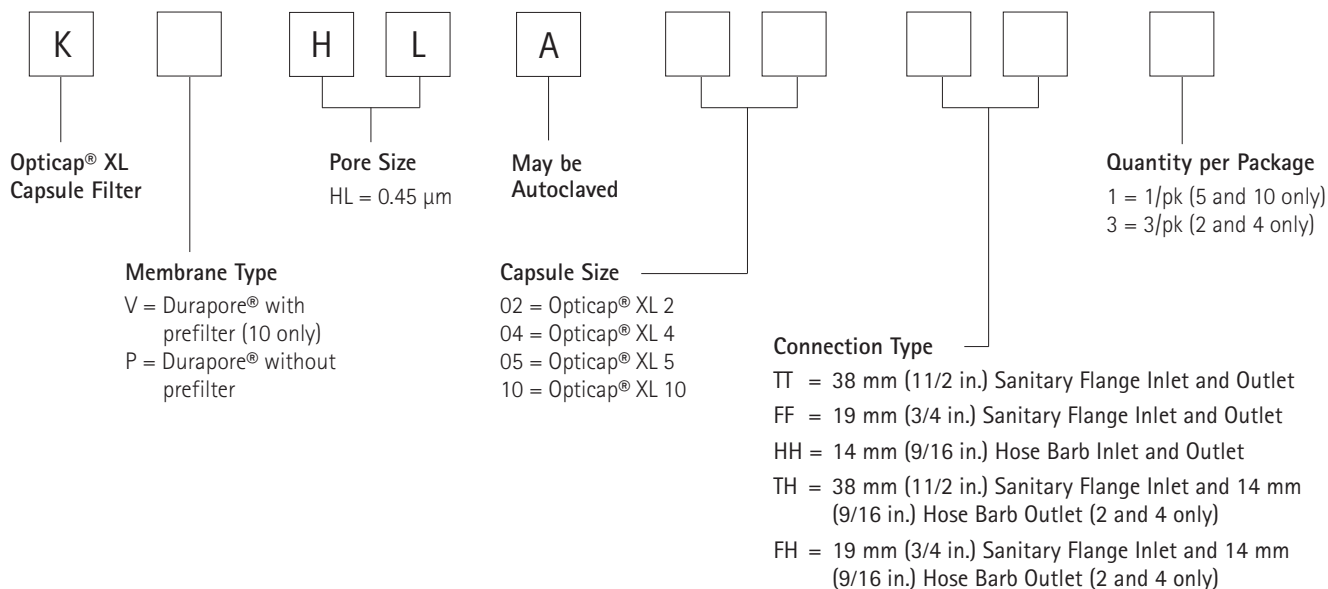 K H L A
Opticap® XL
Capsule Filter
Pore Size
HL = 0.45 µm
May be
Autoclaved
Quantity per Package
1 = 1/pk (5 and 10 only)
3 = 3/pk (2 and 4 only)
Membrane Type
V = Durapore® with
prefilter (10 only)
P = Durapore® without
prefilter
Capsule Size
02 = Opticap® XL 2
04 = Opticap® XL 4
05 = Opticap® XL 5
10 = Opticap® XL 10
Connection Type
TT = 38 mm (11/2 in.) Sanitary Flange Inlet and Outlet
FF = 19 mm (3/4 in.) Sanitary Flange Inlet and Outlet
HH = 14 mm (9/16 in.) Hose Barb Inlet and Outlet
TH = 38 mm (11/2 in.) Sanitary Flange Inlet and 14 mm
(9/16 in.) Hose Barb Outlet (2 and 4 only)
FH = 19 mm (3/4 in.) Sanitary Flange Inlet and 14 mm
(9/16 in.) Hose Barb Outlet (2 and 4 only)